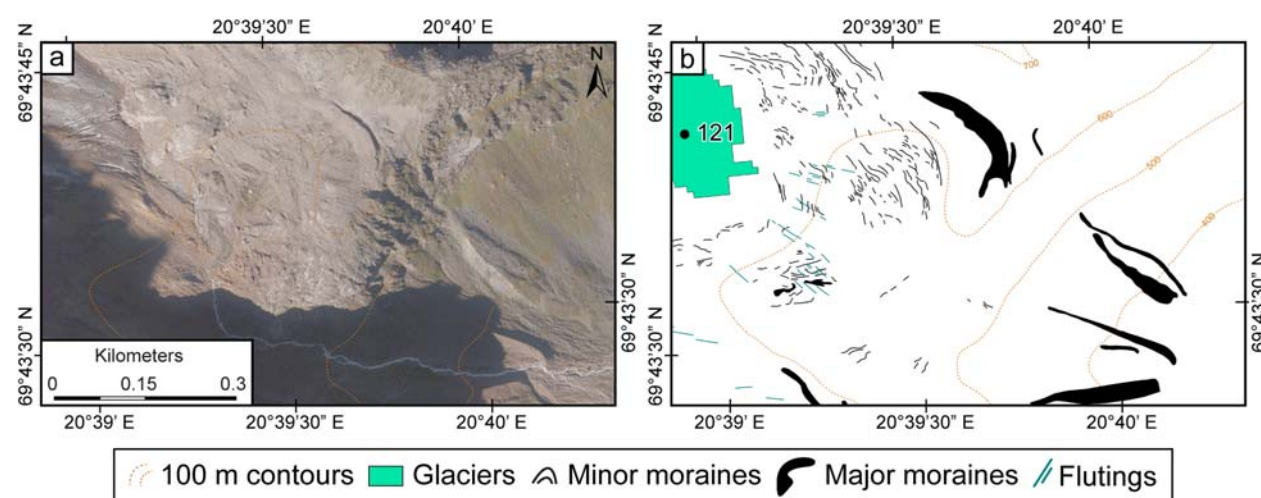 20°39'30" E
20°40' E
20°39'30" E
20°40' E
a
N
b
69°43'45" N
69°43'45" N
700
121
600
500
400
69°43'30" N
69°43'30" N
Kilometers
0 0.15 0.3
69°43'30" N
69°43'30" N
20°39' E
20°39'30" E
20°40' E
20°39' E
20°39'30" E
20°40' E
100 m contours Glaciers Minor moraines Major moraines Flutings